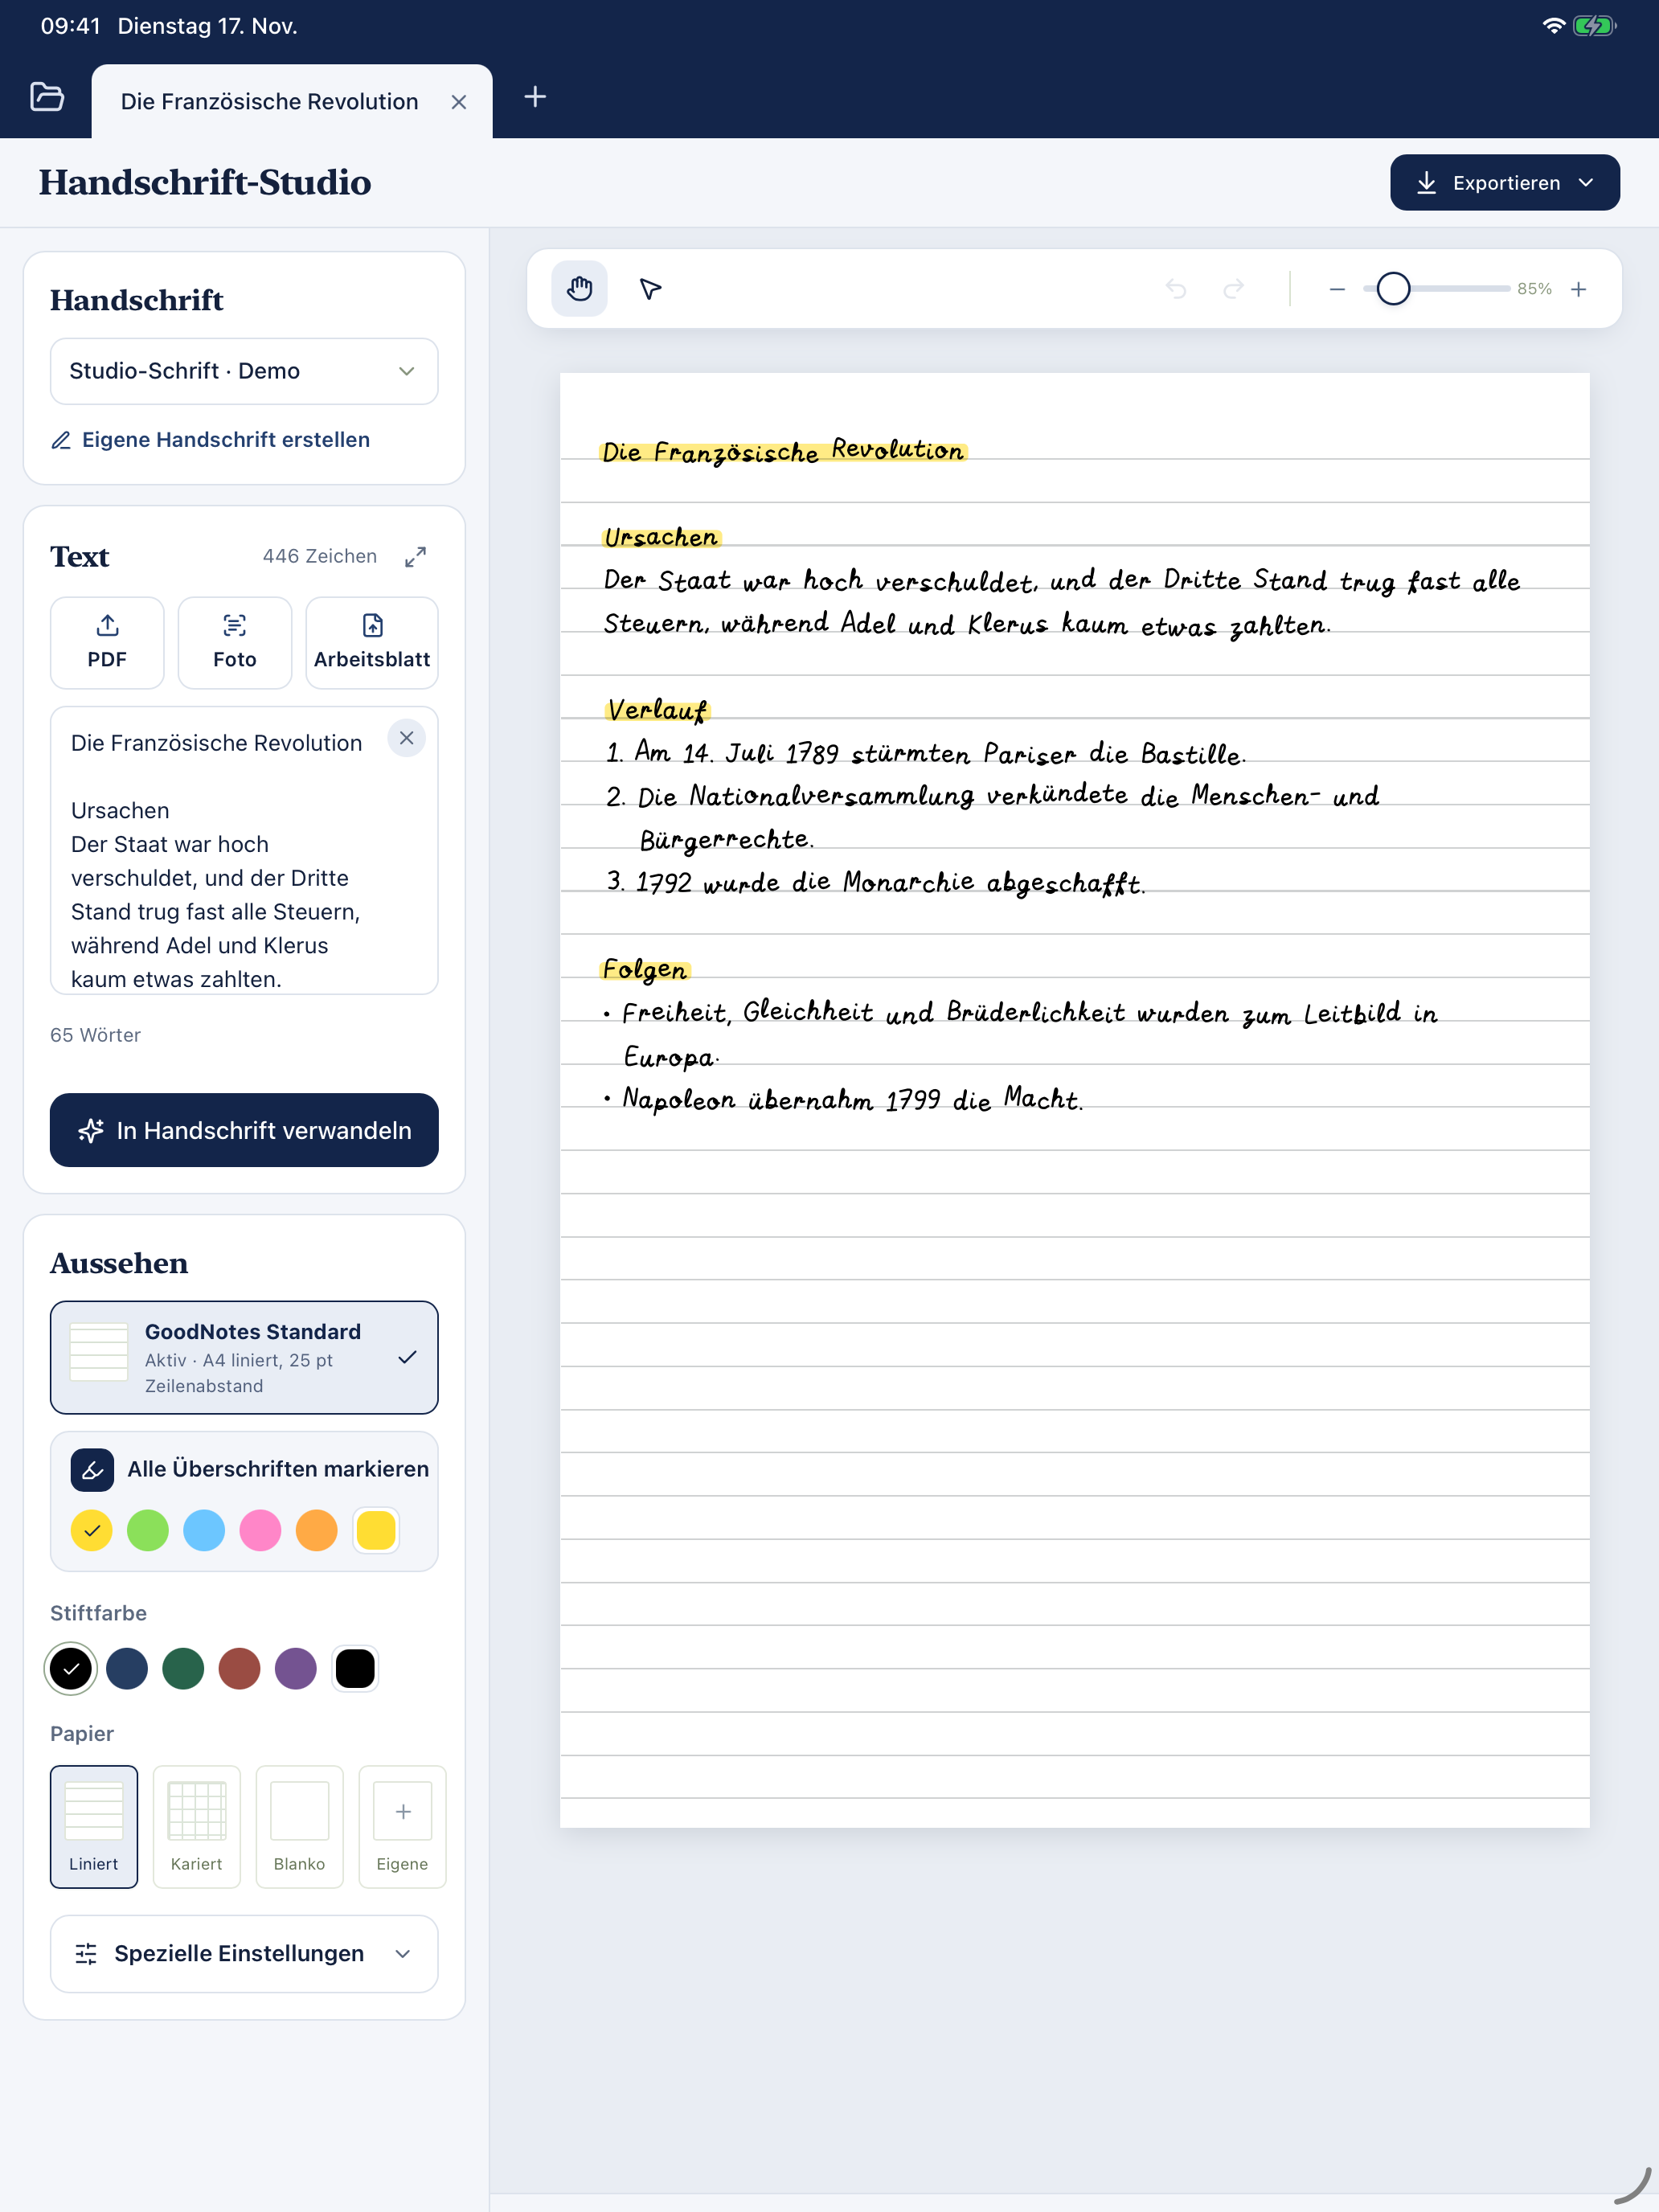 09:41 Dienstag 17. Nov.
Die Französische Revolution
Handschrift-Studio
Exportieren
Handschrift
Studio-Schrift · Demo
Eigene Handschrift erstellen
Text
446 Zeichen
PDF
Foto
Arbeitsblatt
Die Französische Revolution
Ursachen
Der Staat war hoch
verschuldet, und der Dritte
Stand trug fast alle Steuern,
während Adel und Klerus
kaum etwas zahlten.
65 Wörter
In Handschrift verwandeln
Aussehen
GoodNotes Standard
Aktiv · A4 liniert, 25 pt
Zeilenabstand
Alle Überschriften markieren
Stiftfarbe
Papier
Liniert
Kariert
Blanko
Eigene
Spezielle Einstellungen
85%
Die Französische Revolution
Ursachen
Der Staat war hoch verschuldet, und der Dritte Stand trug fast alle
Steuern, während Adel und Klerus kaum etwas zahlten.
Verlauf
1. Am 14. Juli 1789 stürmten Pariser die Bastille.
2. Die Nationalversammlung verkündete die Menschen- und
Bürgerrechte.
3. 1792 wurde die Monarchie abgeschafft.
Folgen
• Freiheit, Gleichheit und Brüderlichkeit wurden zum Leitbild in
Europa.
• Napoleon übernahm 1799 die Macht.